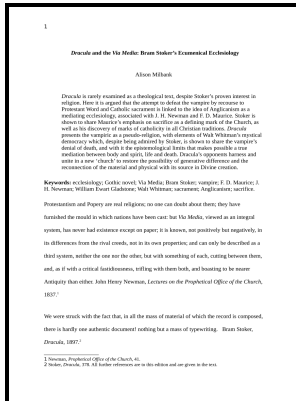 1
Dracula and the Via Media: Bram Stoker's Ecumenical Ecclesiology
Alison Milbank
Dracula is rarely examined as a theological text, despite Stoker's proven interest in
religion. Here it is argued that the attempt to defeat the vampire by recourse to
Protestant Word and Catholic sacrament is linked to the idea of Anglicanism as a
mediating ecclesiology, associated with J. H. Newman and F. D. Maurice. Stoker is
shown to share Maurice's emphasis on sacrifice as a defining mark of the Church, as
well as his discovery of marks of catholicity in all Christian traditions. Dracula
presents the vampiric as a pseudo-religion, with elements of Walt Whitman's mystical
democracy which, despite being admired by Stoker, is shown to share the vampire's
denial of death, and with it the epistemological limits that makes possible a true
mediation between body and spirit, life and death. Dracula's opponents harness and
unite in a new 'church' to restore the possibility of generative difference and the
reconnection of the material and physical with its source in Divine creation.
Keywords: ecclesiology; Gothic novel; Via Media; Bram Stoker; vampire; F. D. Maurice; J.
H. Newman; William Ewart Gladstone; Walt Whitman; sacrament; Anglicanism; sacrifice.
Protestantism and Popery are real religions; no one can doubt about them; they have
furnished the mould in which nations have been cast: but Via Media, viewed as an integral
system, has never had existence except on paper; it is known, not positively but negatively, in
its differences from the rival creeds, not in its own properties; and can only be described as a
third system, neither the one nor the other, but with something of each, cutting between them,
and, as if with a critical fastidiousness, trifling with them both, and boasting to be nearer
Antiquity than either. John Henry Newman, Lectures on the Prophetical Office of the Church,
1837.1
We were struck with the fact that, in all the mass of material of which the record is composed,
there is hardly one authentic document! nothing but a mass of typewriting. Bram Stoker,
Dracula, 1897.2
1 Newman, Prophetical Office of the Church, 41.
2 Stoker, Dracula, 378. All further references are to this edition and are given in the text.